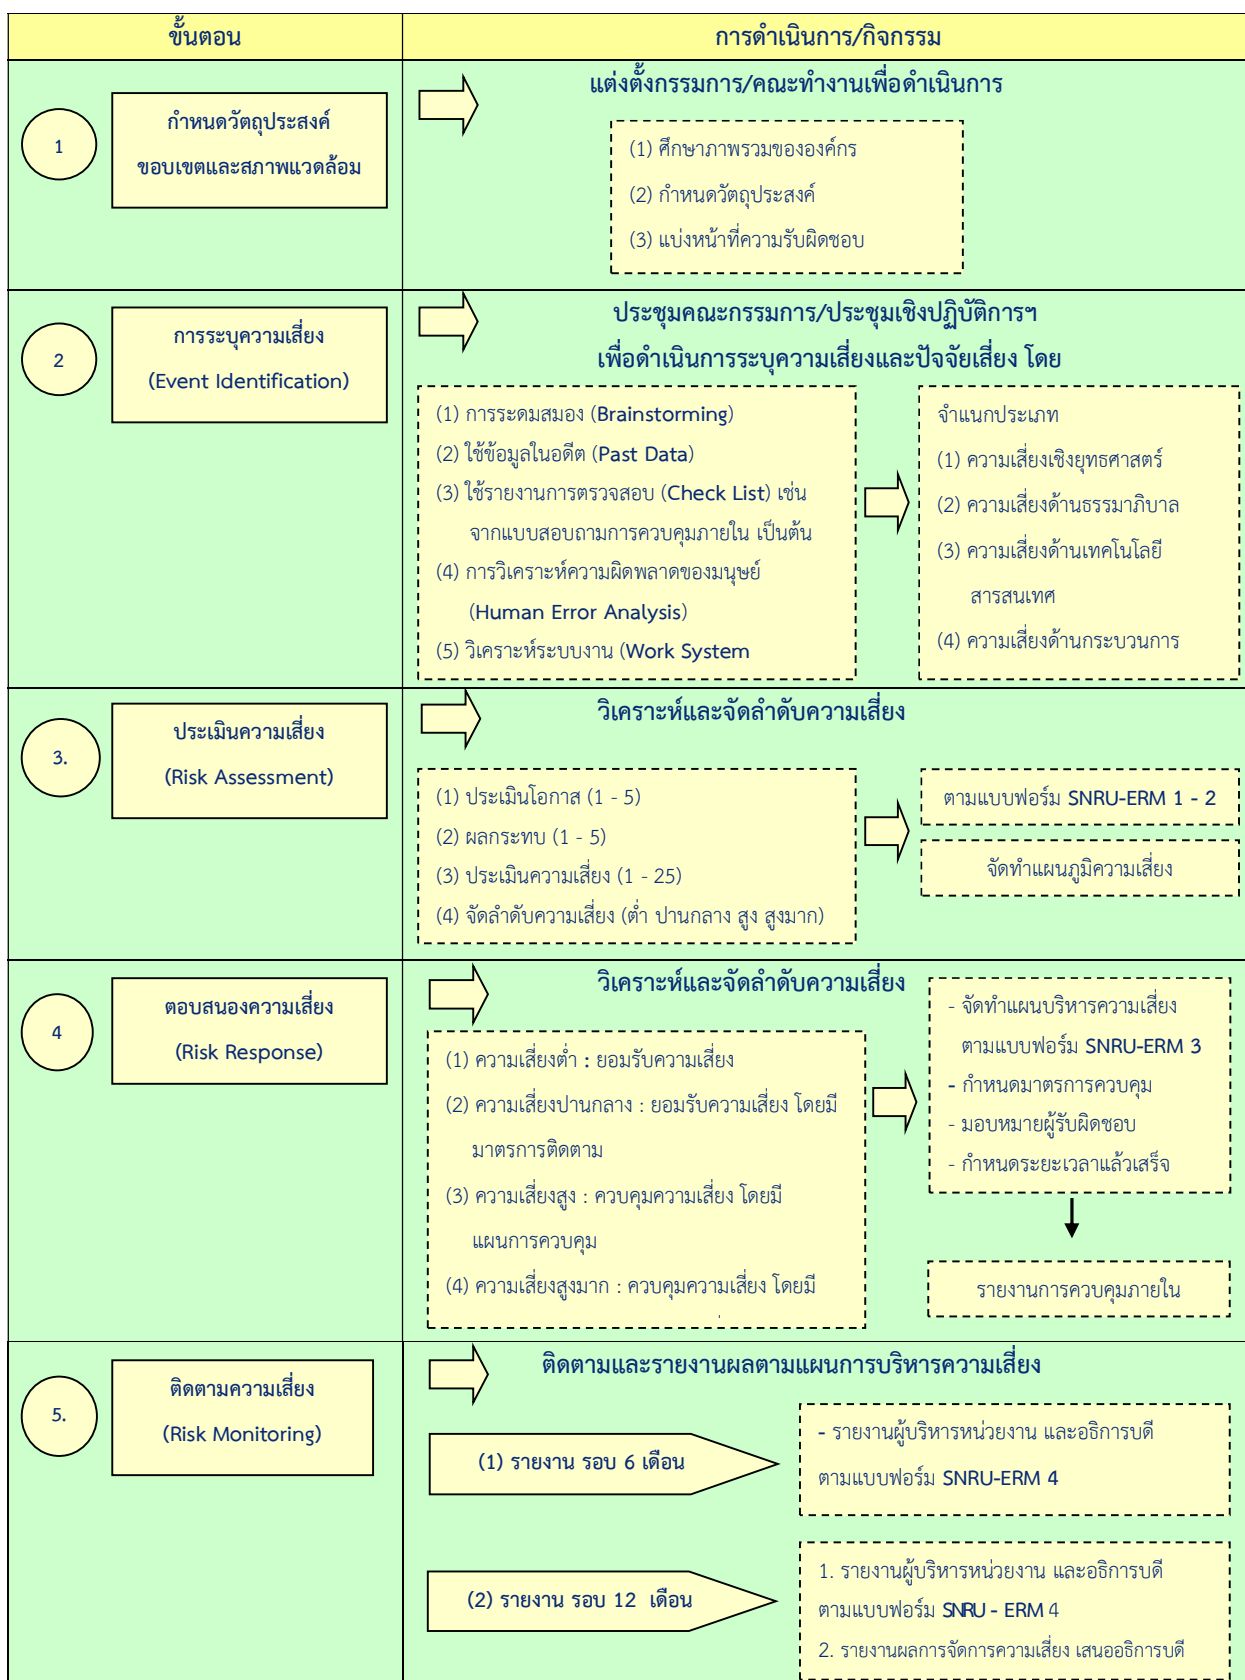 ขั้นตอน
การดำเนินการ/กิจกรรม
1
กำหนดวัตถุประสงค์
ขอบเขตและสภาพแวดล้อม
แต่งตั้งกรรมการ/คณะทำงานเพื่อดำเนินการ
(1) ศึกษาภาพรวมขององค์กร
(2) กำหนดวัตถุประสงค์
(3) แบ่งหน้าที่ความรับผิดชอบ
2
การระบุความเสี่ยง
(Event Identification)
ประชุมคณะกรรมการ/ประชุมเชิงปฏิบัติการฯ
เพื่อดำเนินการระบุความเสี่ยงและปัจจัยเสี่ยง โดย
(1) การระดมสมอง (Brainstorming)
(2) ใช้ข้อมูลในอดีต (Past Data)
(3) ใช้รายงานการตรวจสอบ (Check List) เช่น
จากแบบสอบถามการควบคุมภายใน เป็นต้น
(4) การวิเคราะห์ความผิดพลาดของมนุษย์
(Human Error Analysis)
(5) วิเคราะห์ระบบงาน (Work System
จำแนกประเภท
(1) ความเสี่ยงเชิงยุทธศาสตร์
(2) ความเสี่ยงด้านธรรมาภิบาล
(3) ความเสี่ยงด้านเทคโนโลยี
สารสนเทศ
(4) ความเสี่ยงด้านกระบวนการ
3.
ประเมินความเสี่ยง
(Risk Assessment)
วิเคราะห์และจัดลำดับความเสี่ยง
(1) ประเมินโอกาส (1 - 5)
(2) ผลกระทบ (1 - 5)
(3) ประเมินความเสี่ยง (1 - 25)
(4) จัดลำดับความเสี่ยง (ต่ำ ปานกลาง สูง สูงมาก)
ตามแบบฟอร์ม SNRU-ERM 1 - 2
จัดทำแผนภูมิความเสี่ยง
4
ตอบสนองความเสี่ยง
(Risk Response)
วิเคราะห์และจัดลำดับความเสี่ยง
(1) ความเสี่ยงต่ำ : ยอมรับความเสี่ยง
(2) ความเสี่ยงปานกลาง : ยอมรับความเสี่ยง โดยมี
มาตรการติดตาม
(3) ความเสี่ยงสูง : ควบคุมความเสี่ยง โดยมี
แผนการควบคุม
(4) ความเสี่ยงสูงมาก : ควบคุมความเสี่ยง โดยมี
- จัดทำแผนบริหารความเสี่ยง
ตามแบบฟอร์ม SNRU-ERM 3
- กำหนดมาตรการควบคุม
- มอบหมายผู้รับผิดชอบ
- กำหนดระยะเวลาแล้วเสร็จ
รายงานการควบคุมภายใน
5.
ติดตามความเสี่ยง
(Risk Monitoring)
ติดตามและรายงานผลตามแผนการบริหารความเสี่ยง
(1) รายงาน รอบ 6 เดือน
- รายงานผู้บริหารหน่วยงาน และอธิการบดี
ตามแบบฟอร์ม SNRU-ERM 4
(2) รายงาน รอบ 12 เดือน
1. รายงานผู้บริหารหน่วยงาน และอธิการบดี
ตามแบบฟอร์ม SNRU - ERM 4
2. รายงานผลการจัดการความเสี่ยง เสนออธิการบดี